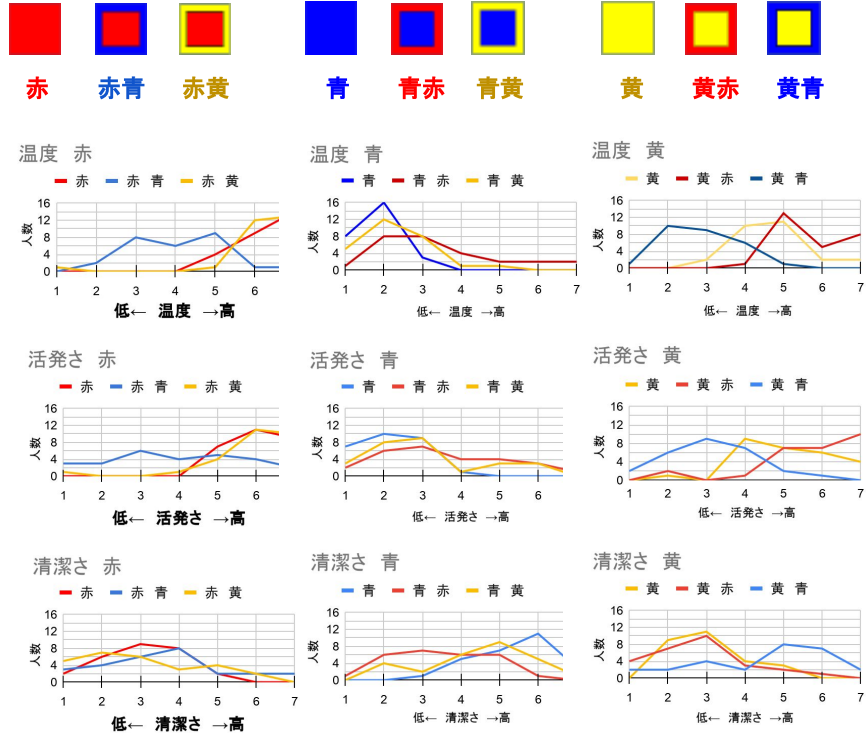 赤 赤青 赤黄 青 青赤 青黄 黄 黄赤 黄青
温度 赤
赤 赤 青 赤 黄
16
12
8
4
0
人数
1 2 3 4 5 6
低← 温度 →高
温度 青
青 青 赤 青 黄
16
12
8
4
0
人数
1 2 3 4 5 6 7
低← 温度 →高
温度 黄
黄 黄 赤 黄 青
16
12
8
4
0
人数
1 2 3 4 5 6 7
低← 温度 →高
活発さ 赤
赤 赤 青 赤 黄
16
12
8
4
0
人数
1 2 3 4 5 6
低← 活発さ →高
活発さ 青
青 青 赤 青 黄
16
12
8
4
0
人数
1 2 3 4 5 6
低← 活発さ →高
活発さ 黄
黄 黄 赤 黄 青
16
12
8
4
0
人数
1 2 3 4 5 6 7
低← 活発さ →高
清潔さ 赤
赤 赤 青 赤 黄
16
12
8
4
0
人数
1 2 3 4 5 6 7
低← 清潔さ →高
清潔さ 青
青 青 赤 青 黄
16
12
8
4
0
人数
1 2 3 4 5 6
低← 清潔さ →高
清潔さ 黄
黄 黄 赤 黄 青
16
12
8
4
0
人数
1 2 3 4 5 6 7
低← 清潔さ →高